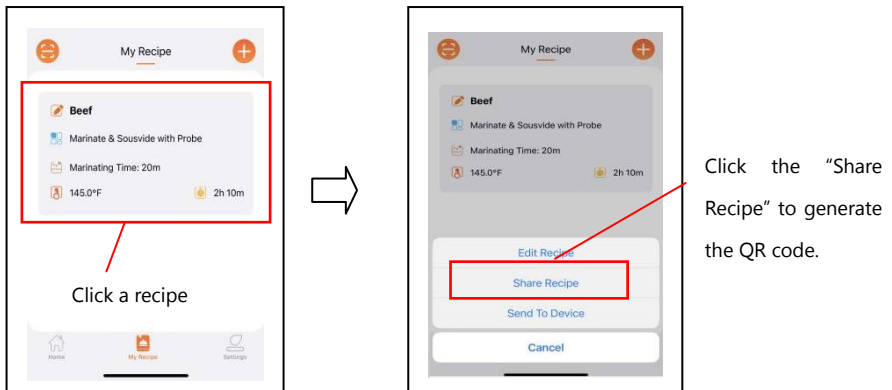 My Recipe
Beef
Marinate & Sousvide with Probe
Marinating Time: 20m
145.0°F
2h 10m
Click a recipe
Home
My Recipe
Settings
My Recipe
Beef
Marinate & Sousvide with Probe
Marinating Time: 20m
145.0°F
2h 10m
Edit Recipe
Share Recipe
Send To Device
Cancel
Click the “Share
Recipe” to generate
the QR code.